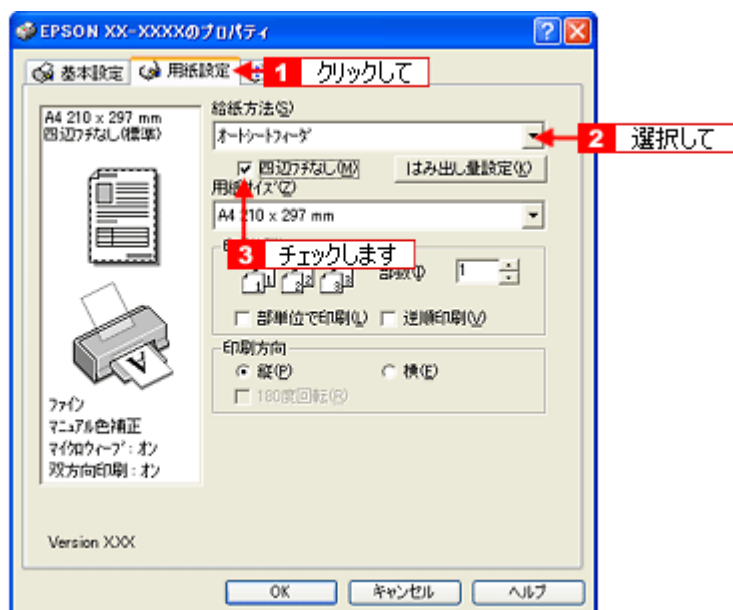 EPSON XX-XXXXのプロパティ
基本設定 用紙設定 1 クリックして
A4 210 x 297 mm
四辺フチなし(標準)
ファイン
マニュアル色補正
マイクロウィーブ：オン
双方向印刷：オン
Version XXX
給紙方法(S)
オートシートフィーダ 2 選択して
四辺フチなし(M) はみ出し量設定(K)
用紙サイズ(Z)
A4 210 x 297 mm
3 チェックします
部数(I) 1
部単位で印刷(L) 逆順印刷(V)
印刷方向
縦(P) 横(E)
180度回転(R)
OK キャンセル ヘルプ